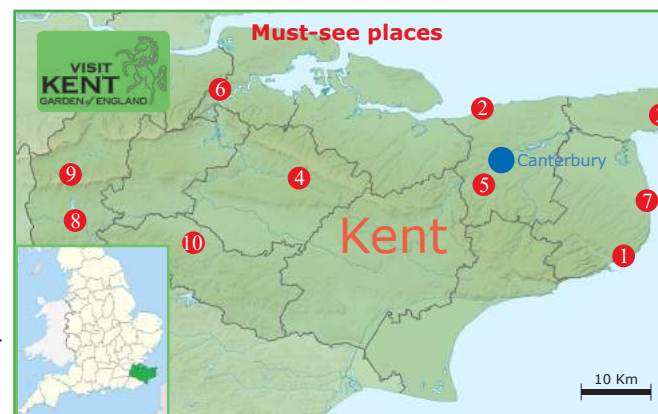 Must-see places
VISIT
KENT
GARDEN of ENGLAND
6
2
Canterbury
9
4
5
7
8
10
Kent
1
10 Km